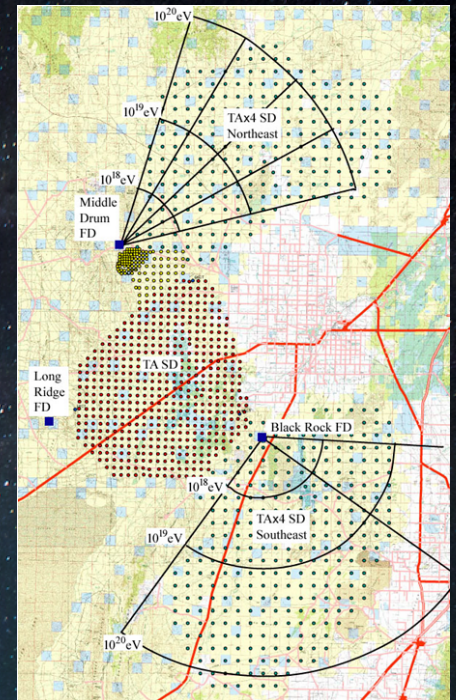 10²⁰eV
10¹⁹eV
TAx4 SD
Northeast
10¹⁸eV
Middle
Drum
FD
TA SD
Long
Ridge
FD
Black Rock FD
10¹⁸eV
TAx4 SD
Southeast
10¹⁹eV
10²⁰eV